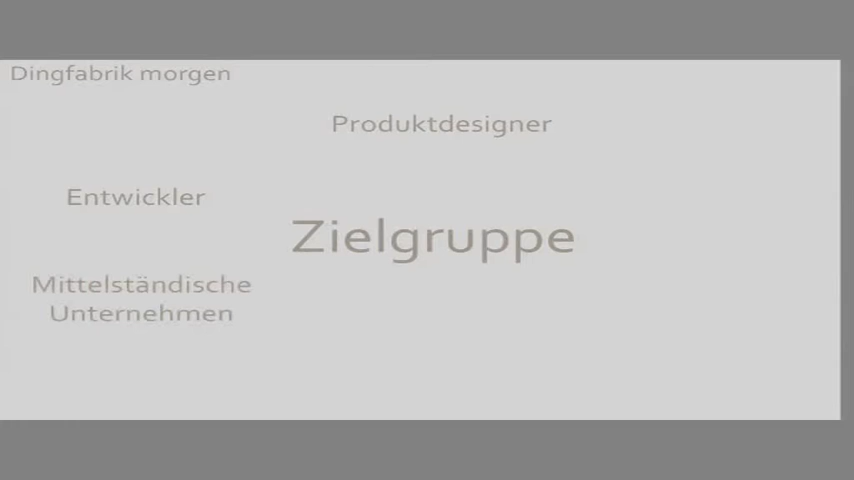 Dingfabrik morgen
Produktdesigner
Entwickler
Zielgruppe
Mittelständische
Unternehmen